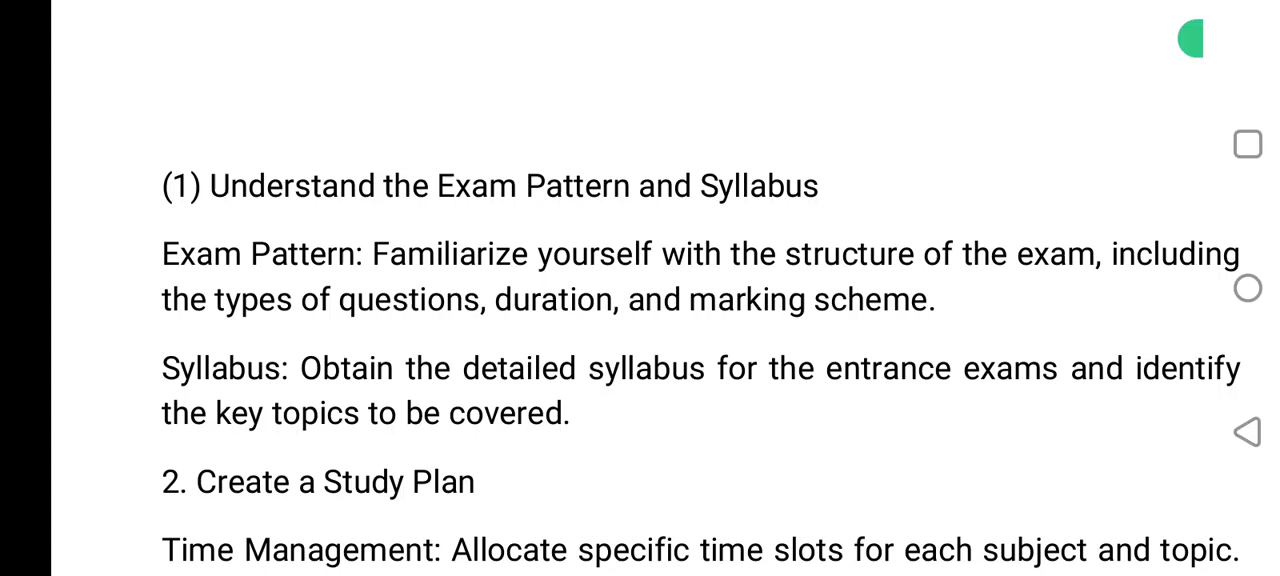 (1) Understand the Exam Pattern and Syllabus
Exam Pattern: Familiarize yourself with the structure of the exam, including
the types of questions, duration, and marking scheme.
Syllabus: Obtain the detailed syllabus for the entrance exams and identify
the key topics to be covered.
2. Create a Study Plan
Time Management: Allocate specific time slots for each subject and topic.